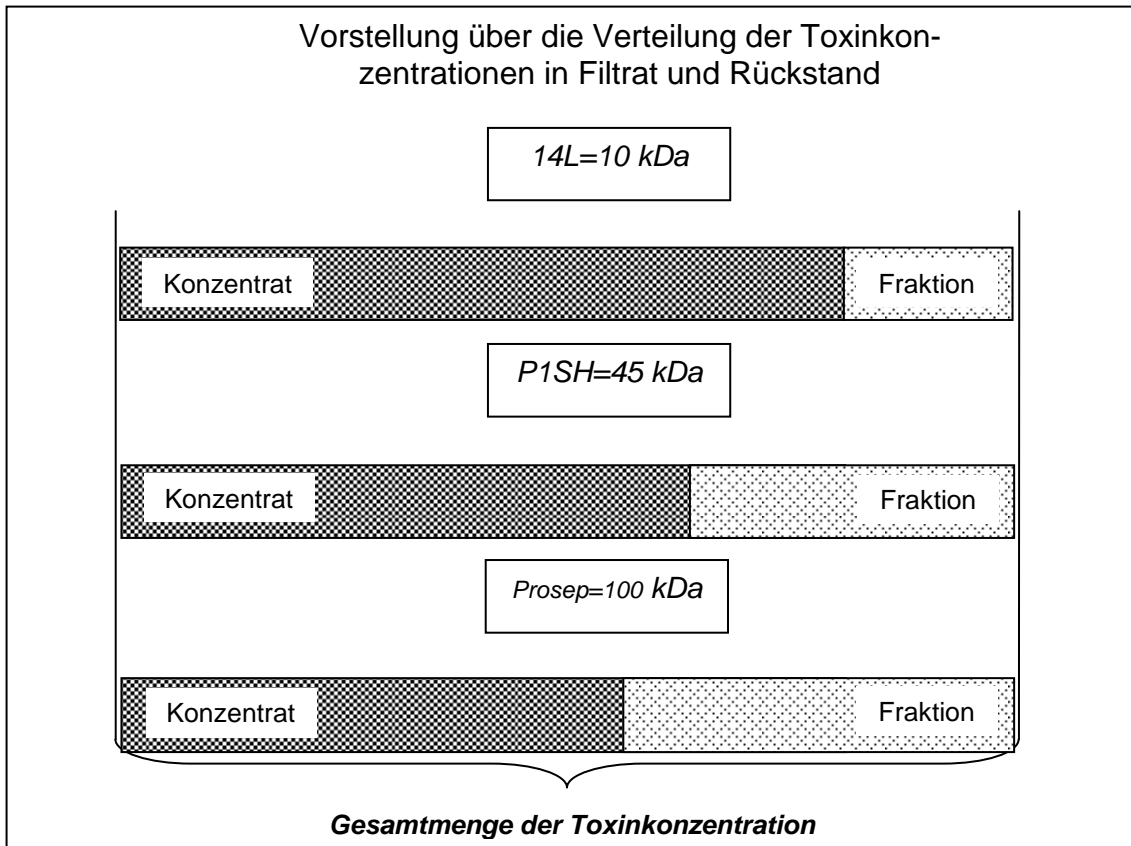 Vorstellung über die Verteilung der Toxinkon-
zentrationen in Filtrat und Rückstand
14L=10 kDa
Konzentrat Fraktion
P1SH=45 kDa
Konzentrat Fraktion
Prosep=100 kDa
Konzentrat Fraktion
Gesamtmenge der Toxinkonzentration